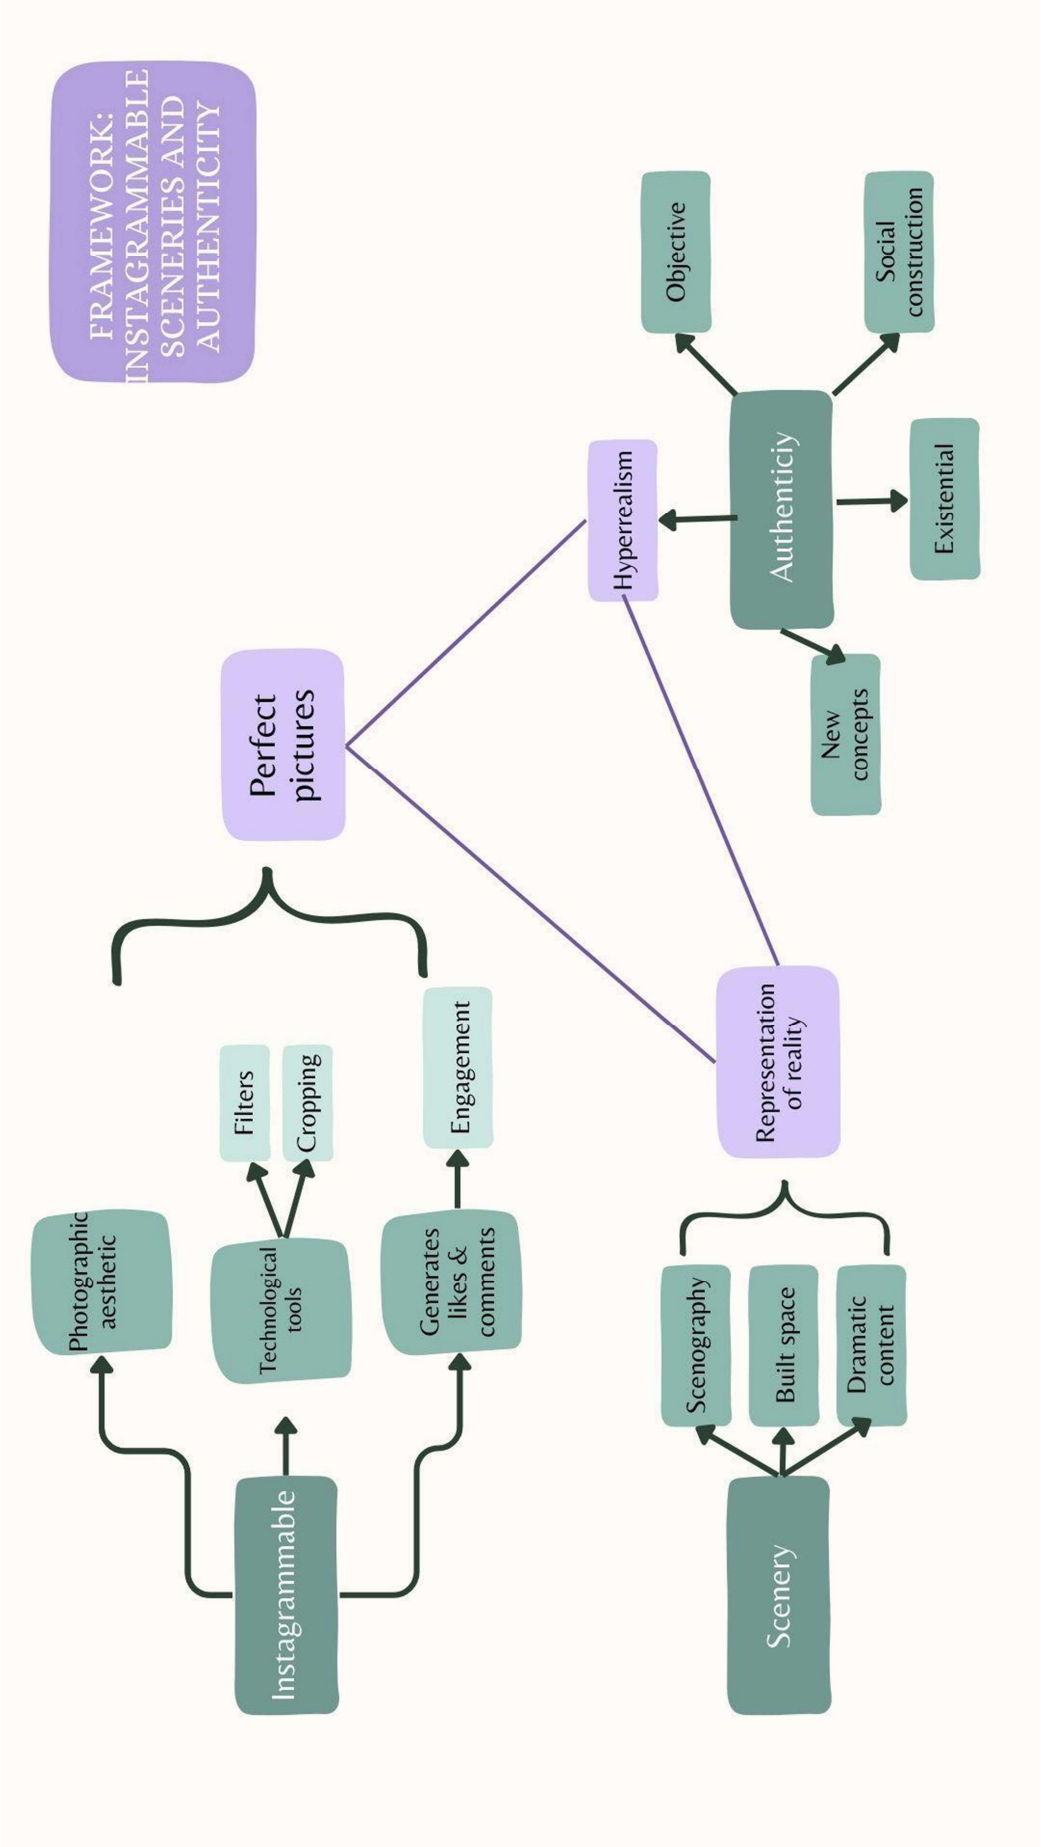 FRAMEWORK:
INSTAGRAMMABLE
SCENERIES AND
AUTHENTICITY
Instagrammable
Photographic
aesthetic
Technological
tools
Filters
Cropping
Generates
likes &
comments
Engagement
Perfect
pictures
Scenery
Scenography
Built space
Dramatic
content
Representation
of reality
Hyperrealism
Authenticiy
Objective
Social
construction
Existential
New
concepts